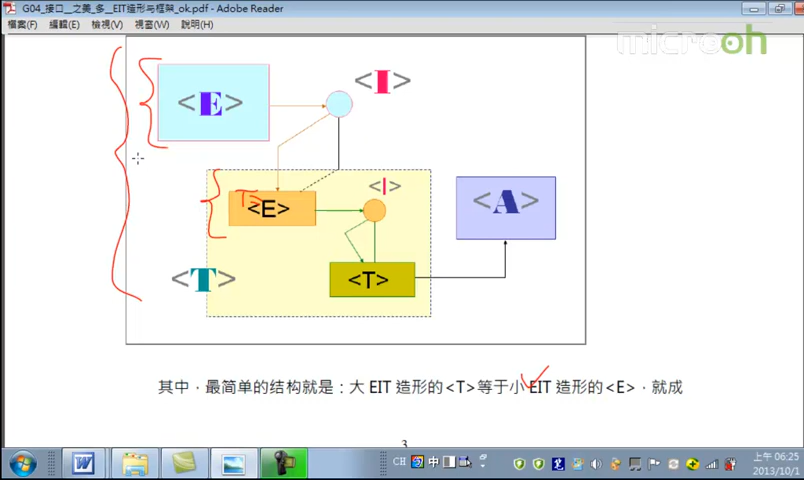 G04_接口__之美_多__EIT造形与框架_ok.pdf - Adobe Reader
檔案(F) 編輯(E) 檢視(V) 視窗(W) 說明(H)
microoh
<I>
<E>
<I>
<A>
T
<E>
<T>
<T>
其中，最简单的结构就是：大 EIT 造形的<T>等于小 EIT 造形的<E>，就成
3
CH 中
上午 06:25
2013/10/1